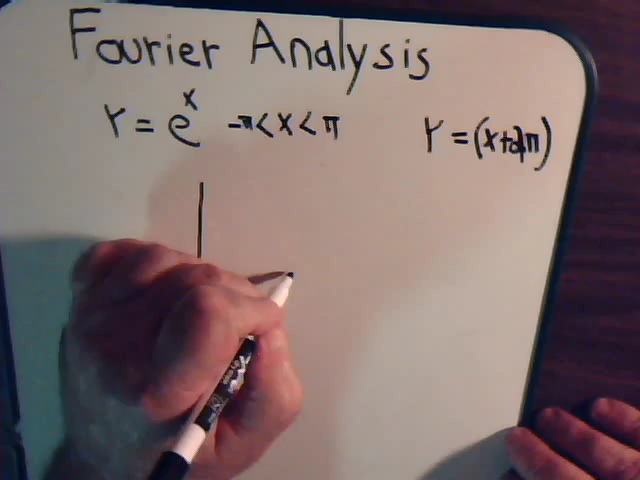 Fourier Analysis
Y = e^x -π < x < π Y = (x+2π)